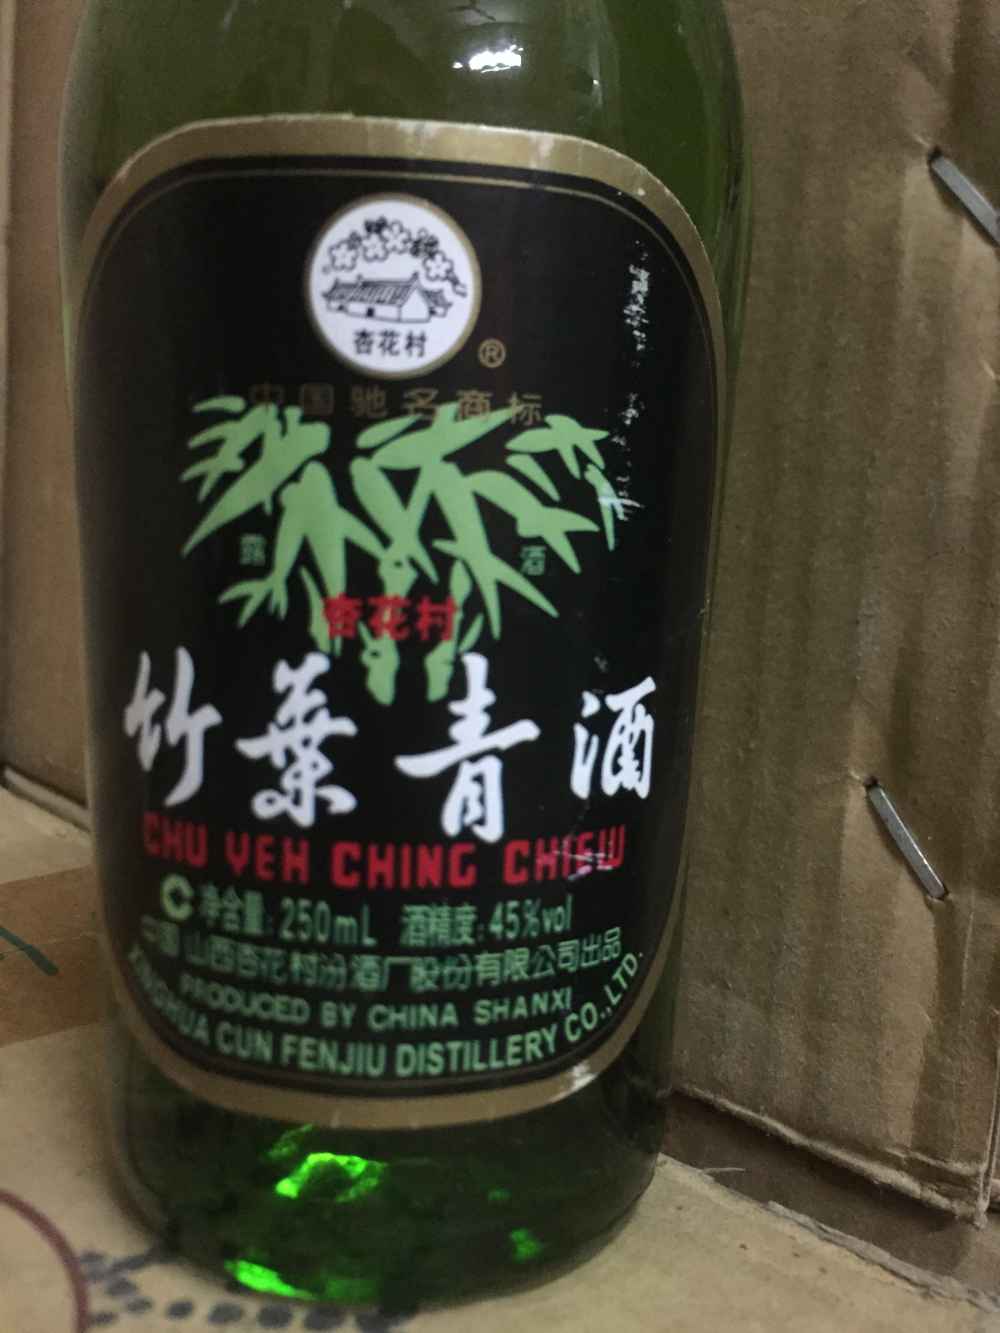 杏花村
®
中国驰名商标
露 酒
杏花村
竹葉青酒
CHU YEH CHING CHIEW
C 净含量:250mL 酒精度:45%vol
中国山西杏花村汾酒厂股份有限公司出品
PRODUCED BY CHINA SHANXI
XINGHUA CUN FENJIU DISTILLERY CO.,LTD.